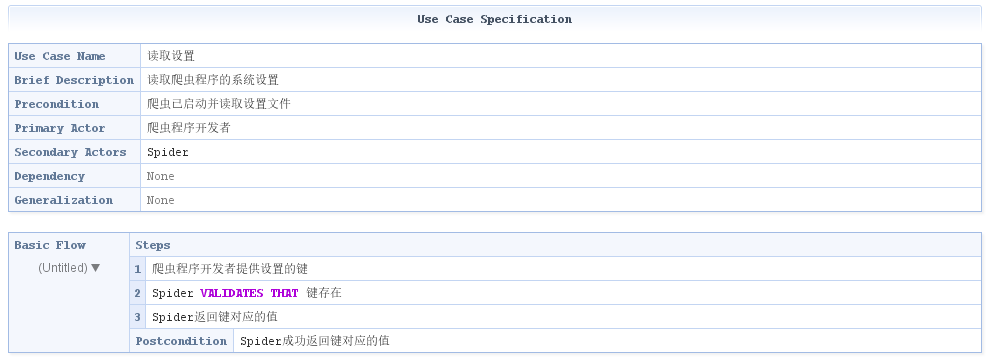 Use Case Specification
Use Case Name 读取设置
Brief Description 读取爬虫程序的系统设置
Precondition 爬虫已启动并读取设置文件
Primary Actor 爬虫程序开发者
Secondary Actors Spider
Dependency None
Generalization None
Basic Flow Steps
(Untitled) ▼ 1 爬虫程序开发者提供设置的键
2 Spider VALIDATES THAT 键存在
3 Spider返回键对应的值
Postcondition Spider成功返回键对应的值